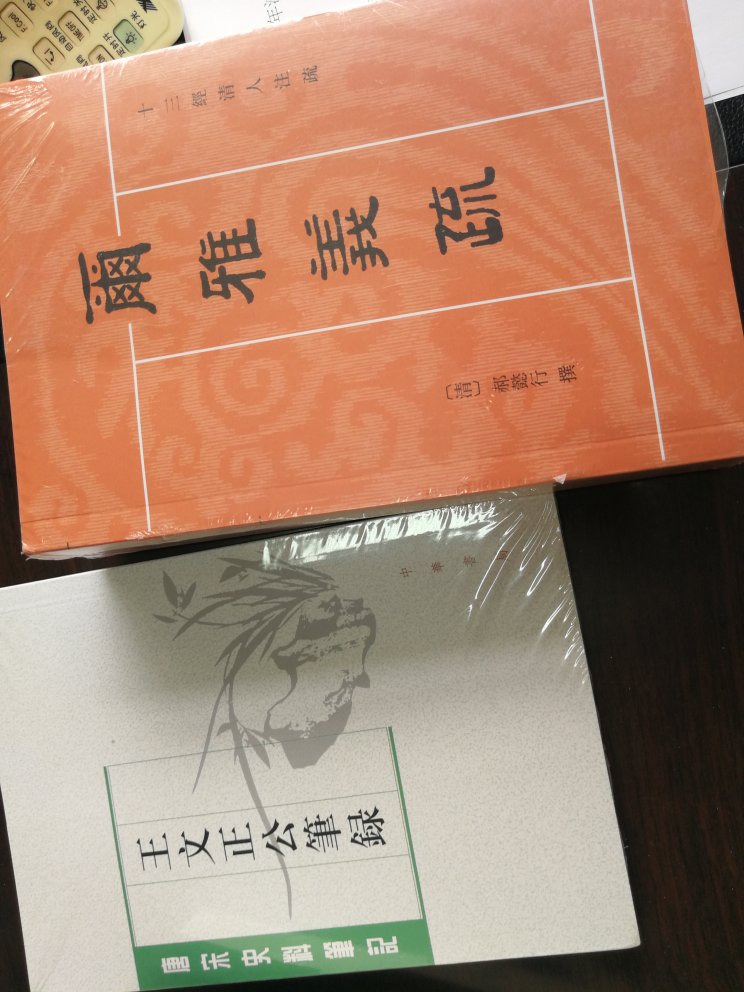 十三經清人注疏
爾雅義疏
〔清〕郝懿行 撰
中華書局
王文正公筆録
唐宋史料筆記